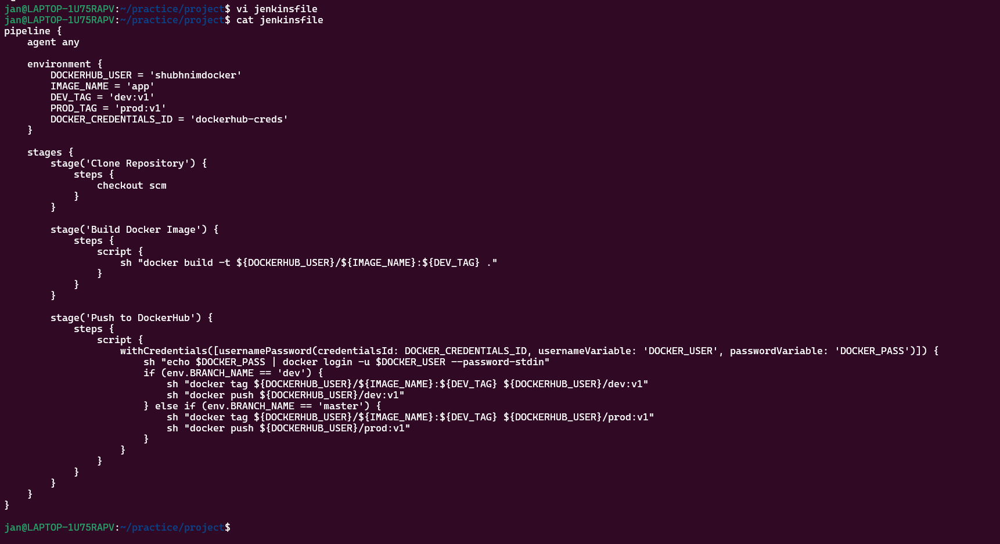 jan@LAPTOP-1U75RAPV:~/practice/project$ vi jenkinsfile
jan@LAPTOP-1U75RAPV:~/practice/project$ cat jenkinsfile
pipeline {
    agent any

    environment {
        DOCKERHUB_USER = 'shubhnimdocker'
        IMAGE_NAME = 'app'
        DEV_TAG = 'dev:v1'
        PROD_TAG = 'prod:v1'
        DOCKER_CREDENTIALS_ID = 'dockerhub-creds'
    }

    stages {
        stage('Clone Repository') {
            steps {
                checkout scm
            }
        }

        stage('Build Docker Image') {
            steps {
                script {
                    sh "docker build -t ${DOCKERHUB_USER}/${IMAGE_NAME}:${DEV_TAG} ."
                }
            }
        }

        stage('Push to DockerHub') {
            steps {
                script {
                    withCredentials([usernamePassword(credentialsId: DOCKER_CREDENTIALS_ID, usernameVariable: 'DOCKER_USER', passwordVariable: 'DOCKER_PASS')]) {
                        sh "echo $DOCKER_PASS | docker login -u $DOCKER_USER --password-stdin"
                        if (env.BRANCH_NAME == 'dev') {
                            sh "docker tag ${DOCKERHUB_USER}/${IMAGE_NAME}:${DEV_TAG} ${DOCKERHUB_USER}/dev:v1"
                            sh "docker push ${DOCKERHUB_USER}/dev:v1"
                        } else if (env.BRANCH_NAME == 'master') {
                            sh "docker tag ${DOCKERHUB_USER}/${IMAGE_NAME}:${DEV_TAG} ${DOCKERHUB_USER}/prod:v1"
                            sh "docker push ${DOCKERHUB_USER}/prod:v1"
                        }
                    }
                }
            }
        }
    }
}

jan@LAPTOP-1U75RAPV:~/practice/project$